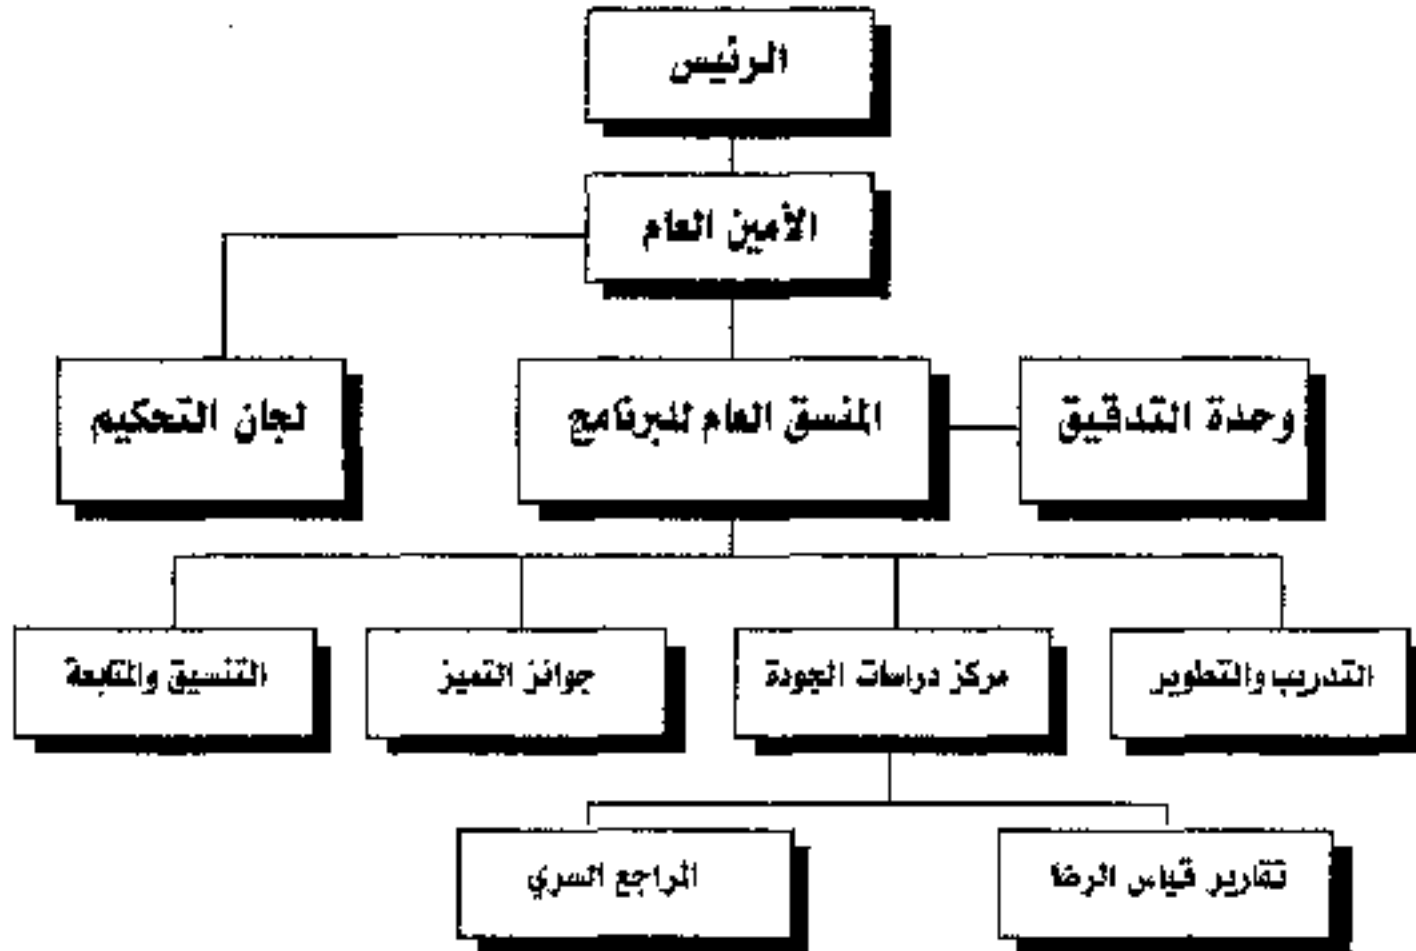 الرئيس
الأمين العام
وحدة التدقيق
المنسق العام للبرنامج
لجان التحكيم
التدريب والتطوير
مركز دراسات الجودة
جوائز التميز
التنسيق والمتابعة
تقارير قياس الرضا
المراجع السري